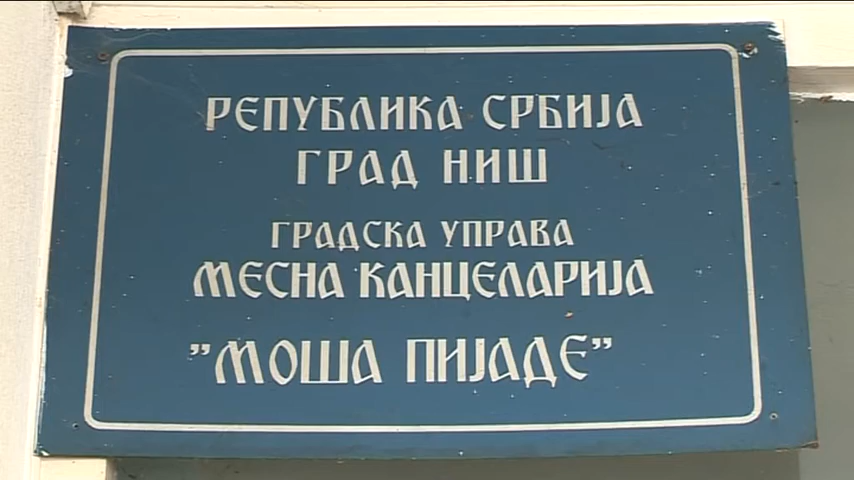 РЕПУБЛИКА СРБИЈА
ГРАД НИШ
ГРАДСКА УПРАВА
МЕСНА КАНЦЕЛАРИЈА
"МОША ПИЈАДЕ"